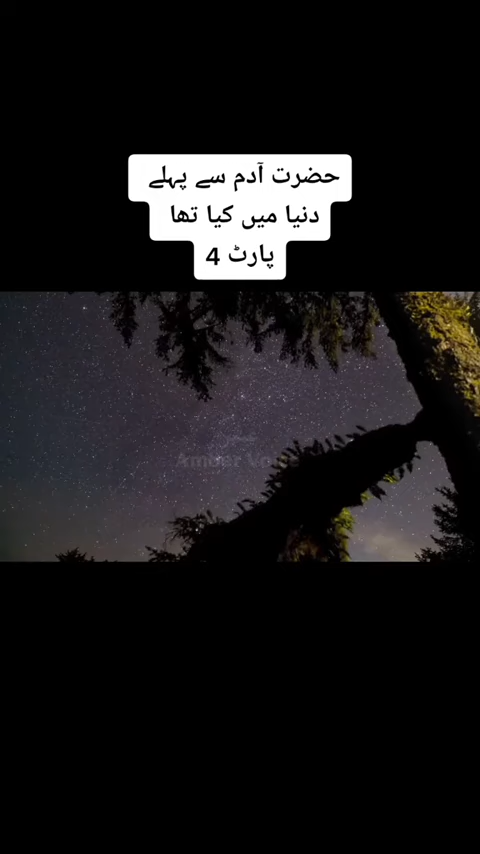 حضرت آدم سے پہلے
دنیا میں کیا تھا
پارٹ 4